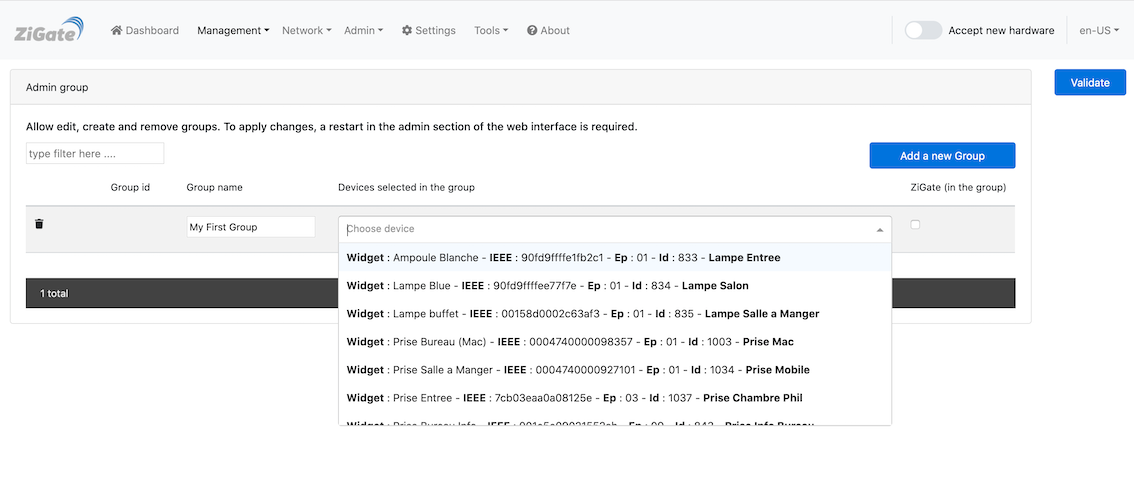 ZiGate Dashboard Management Network Admin Settings Tools About Accept new hardware en-US
Admin group
Validate
Allow edit, create and remove groups. To apply changes, a restart in the admin section of the web interface is required.
type filter here ....
Add a new Group
Group id Group name Devices selected in the group ZiGate (in the group)
My First Group Choose device
Widget : Ampoule Blanche - IEEE : 90fd9ffffe1fb2c1 - Ep : 01 - Id : 833 - Lampe Entree
Widget : Lampe Blue - IEEE : 90fd9ffffee77f7e - Ep : 01 - Id : 834 - Lampe Salon
1 total
Widget : Lampe buffet - IEEE : 00158d0002c63af3 - Ep : 01 - Id : 835 - Lampe Salle a Manger
Widget : Prise Bureau (Mac) - IEEE : 0004740000098357 - Ep : 01 - Id : 1003 - Prise Mac
Widget : Prise Salle a Manger - IEEE : 0004740000927101 - Ep : 01 - Id : 1034 - Prise Mobile
Widget : Prise Entree - IEEE : 7cb03eaa0a08125e - Ep : 03 - Id : 1037 - Prise Chambre Phil
Widget : Prise Bureau Info - IEEE :